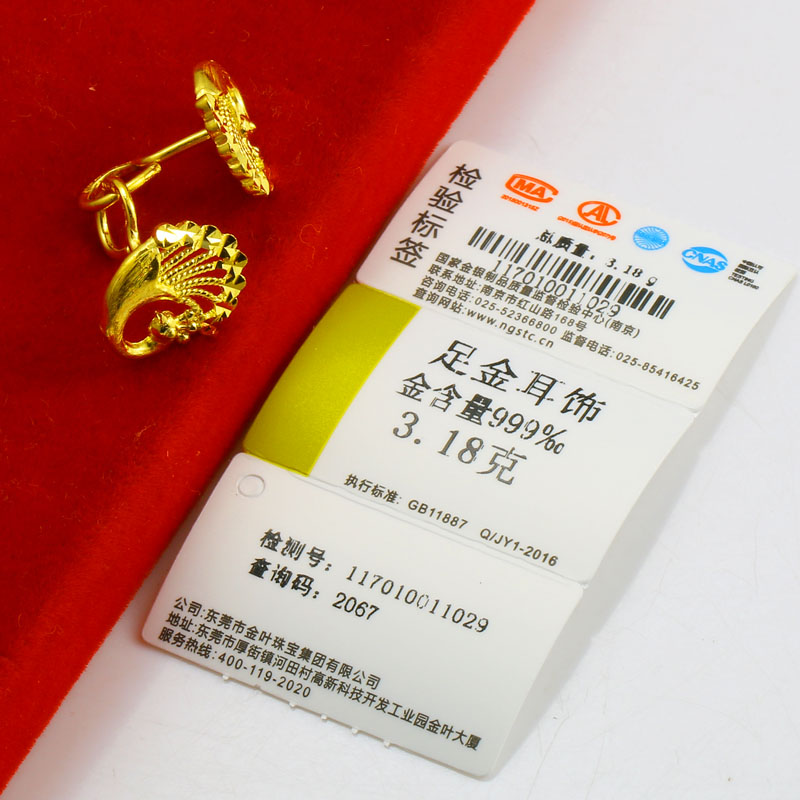 检验标签
MA
AL
CNAS
总质量：3.18g
117010011029
国家金银制品质量监督检验中心(南京)
联系地址:南京市红山路168号
咨询电话:025-52366800 监督电话:025-85416425
查询网站:www.ngstc.cn
足金耳饰
金含量999‰
3.18克
执行标准: GB11887 Q/JY1-2016
检测号：117010011029
查询码：2067
公司:东莞市金叶珠宝集团有限公司
地址:东莞市厚街镇河田村高新科技开发工业园金叶大厦
服务热线:400-119-2020